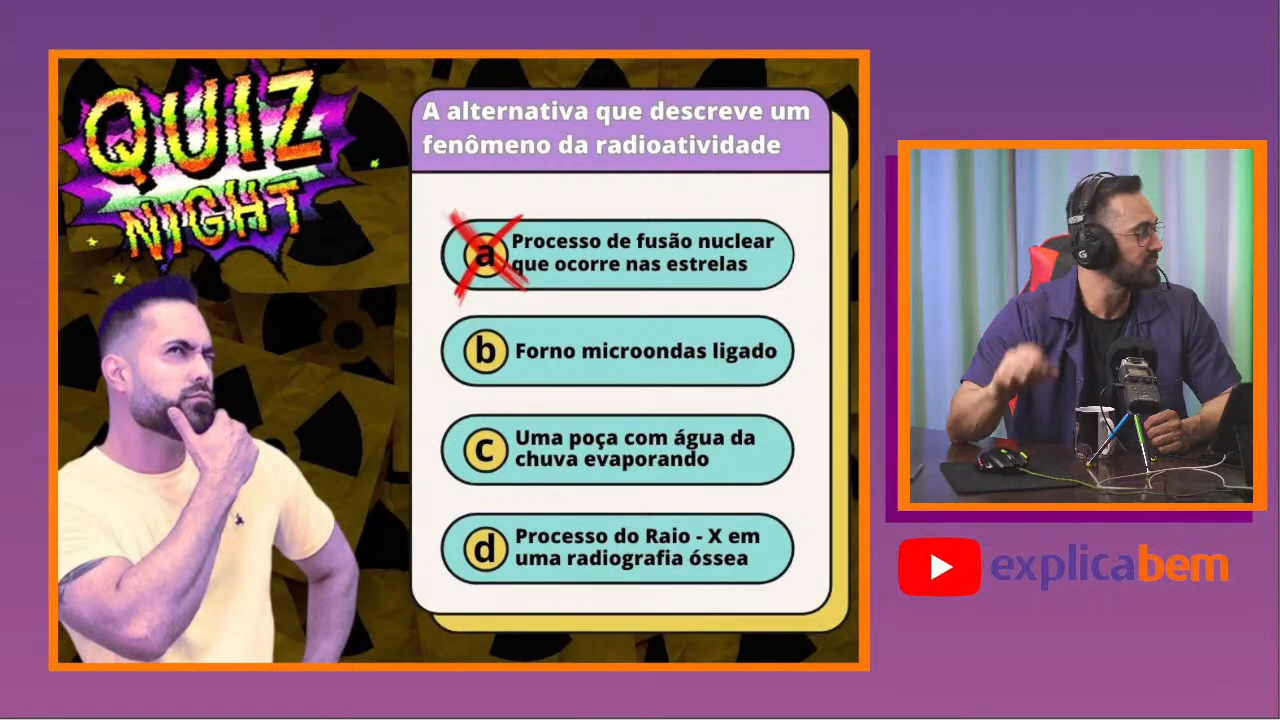 QUIZ
NIGHT
A alternativa que descreve um
fenômeno da radioatividade
a
Processo de fusão nuclear
que ocorre nas estrelas
b
Forno microondas ligado
c
Uma poça com água da
chuva evaporando
d
Processo do Raio - X em
uma radiografia óssea
explicabem